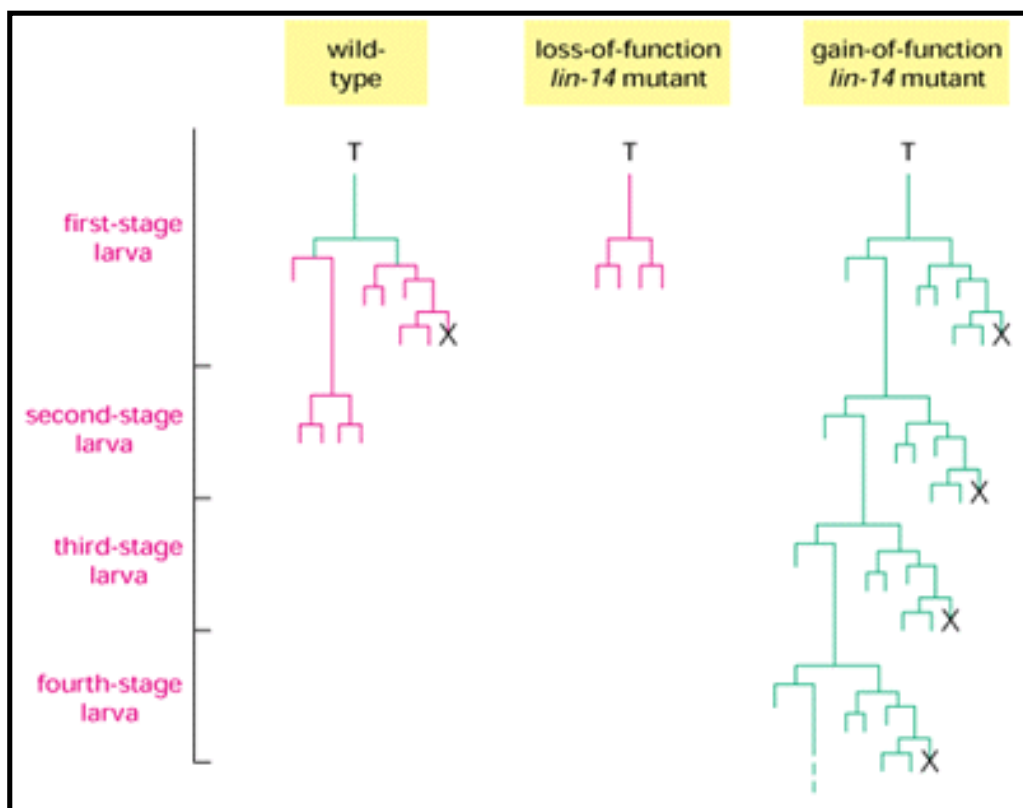 wild-
type
loss-of-function
lin-14 mutant
gain-of-function
lin-14 mutant
T
T
T
first-stage
larva
X
X
second-stage
larva
X
third-stage
larva
X
fourth-stage
larva
X